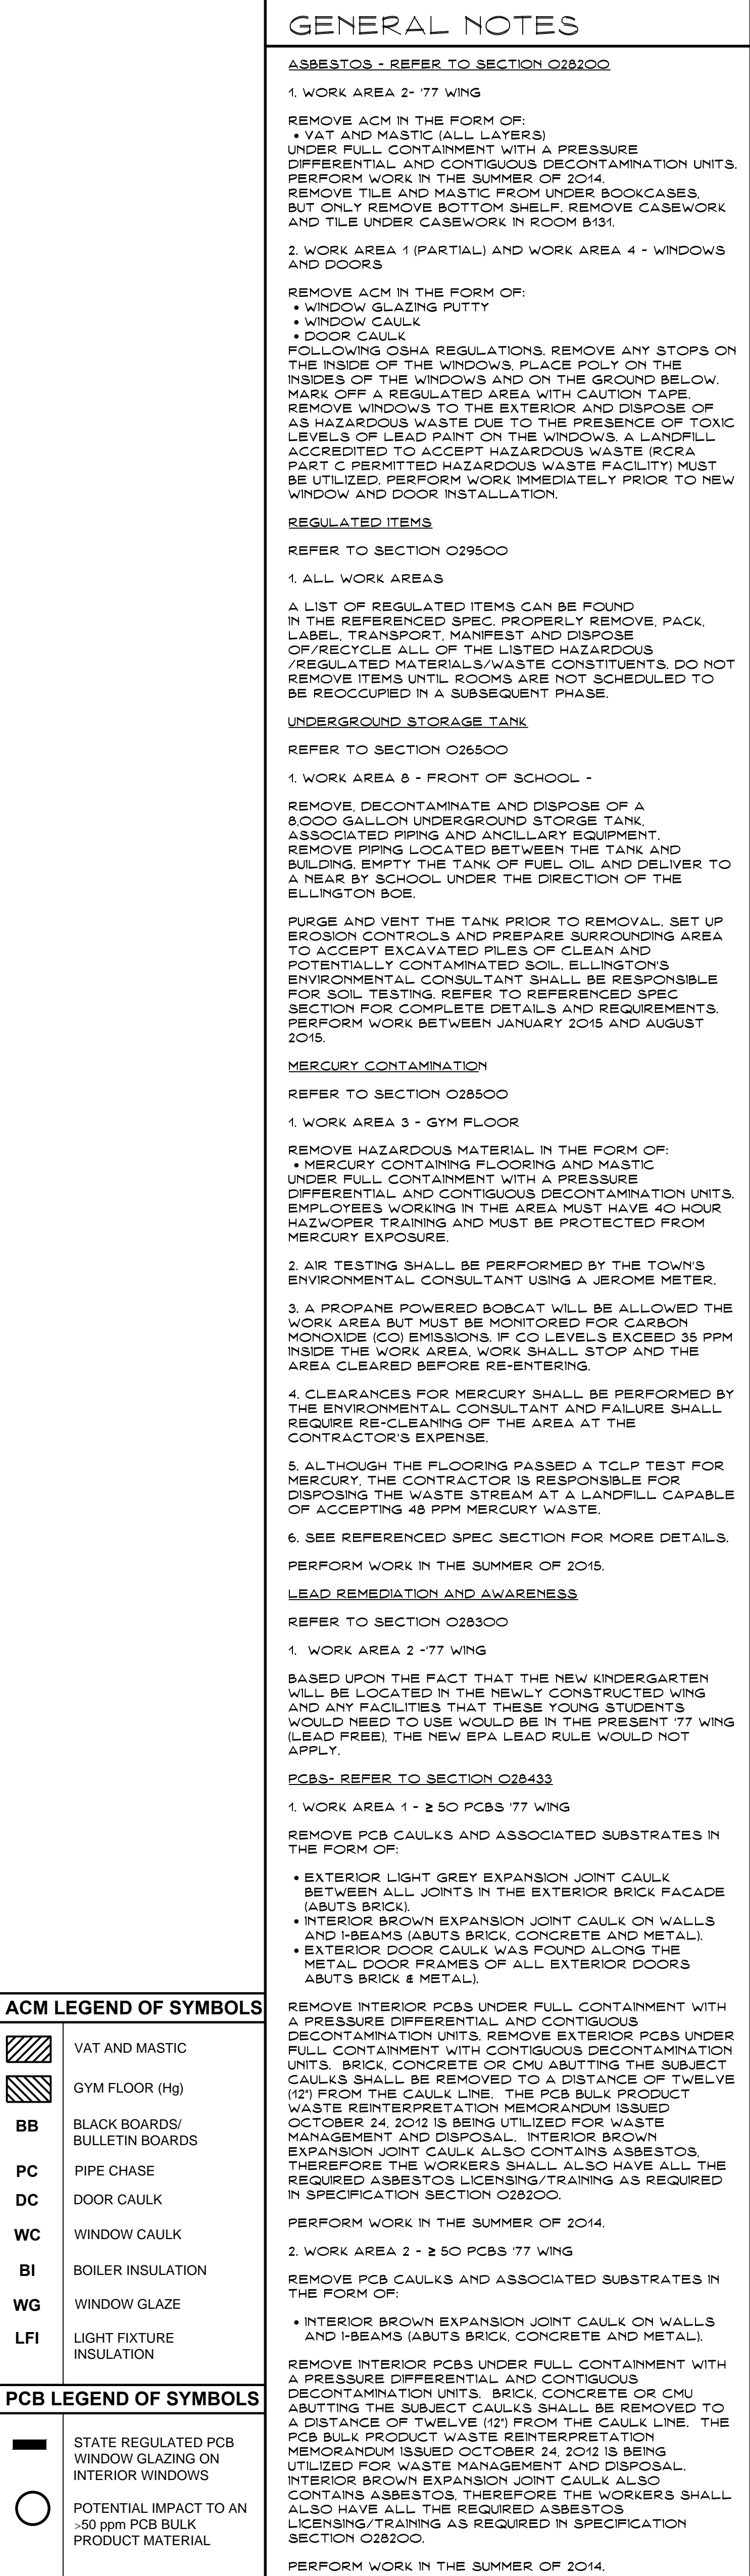 GENERAL NOTES
ASBESTOS - REFER TO SECTION 028200
1. WORK AREA 2- '77 WING
REMOVE ACM IN THE FORM OF:
• VAT AND MASTIC (ALL LAYERS)
UNDER FULL CONTAINMENT WITH A PRESSURE
DIFFERENTIAL AND CONTIGUOUS DECONTAMINATION UNITS.
PERFORM WORK IN THE SUMMER OF 2014.
REMOVE TILE AND MASTIC FROM UNDER BOOKCASES,
BUT ONLY REMOVE BOTTOM SHELF. REMOVE CASEWORK
AND TILE UNDER CASEWORK IN ROOM B131.
2. WORK AREA 1 (PARTIAL) AND WORK AREA 4 - WINDOWS
AND DOORS
REMOVE ACM IN THE FORM OF:
• WINDOW GLAZING PUTTY
• WINDOW CAULK
• DOOR CAULK
FOLLOWING OSHA REGULATIONS. REMOVE ANY STOPS ON
THE INSIDE OF THE WINDOWS, PLACE POLY ON THE
INSIDES OF THE WINDOWS AND ON THE GROUND BELOW.
MARK OFF A REGULATED AREA WITH CAUTION TAPE.
REMOVE WINDOWS TO THE EXTERIOR AND DISPOSE OF
AS HAZARDOUS WASTE DUE TO THE PRESENCE OF TOXIC
LEVELS OF LEAD PAINT ON THE WINDOWS. A LANDFILL
ACCREDITED TO ACCEPT HAZARDOUS WASTE (RCRA
PART C PERMITTED HAZARDOUS WASTE FACILITY) MUST
BE UTILIZED. PERFORM WORK IMMEDIATELY PRIOR TO NEW
WINDOW AND DOOR INSTALLATION.
REGULATED ITEMS
REFER TO SECTION 029500
1. ALL WORK AREAS
A LIST OF REGULATED ITEMS CAN BE FOUND
IN THE REFERENCED SPEC. PROPERLY REMOVE, PACK,
LABEL, TRANSPORT, MANIFEST AND DISPOSE
OF/RECYCLE ALL OF THE LISTED HAZARDOUS
/REGULATED MATERIALS/WASTE CONSTITUENTS. DO NOT
REMOVE ITEMS UNTIL ROOMS ARE NOT SCHEDULED TO
BE REOCCUPIED IN A SUBSEQUENT PHASE.
UNDERGROUND STORAGE TANK
REFER TO SECTION 026500
1. WORK AREA 8 - FRONT OF SCHOOL -
REMOVE, DECONTAMINATE AND DISPOSE OF A
8,000 GALLON UNDERGROUND STORGE TANK,
ASSOCIATED PIPING AND ANCILLARY EQUIPMENT.
REMOVE PIPING LOCATED BETWEEN THE TANK AND
BUILDING. EMPTY THE TANK OF FUEL OIL AND DELIVER TO
A NEAR BY SCHOOL UNDER THE DIRECTION OF THE
ELLINGTON BOE.
PURGE AND VENT THE TANK PRIOR TO REMOVAL. SET UP
EROSION CONTROLS AND PREPARE SURROUNDING AREA
TO ACCEPT EXCAVATED PILES OF CLEAN AND
POTENTIALLY CONTAMINATED SOIL. ELLINGTON'S
ENVIRONMENTAL CONSULTANT SHALL BE RESPONSIBLE
FOR SOIL TESTING. REFER TO REFERENCED SPEC
SECTION FOR COMPLETE DETAILS AND REQUIREMENTS.
PERFORM WORK BETWEEN JANUARY 2015 AND AUGUST
2015.
MERCURY CONTAMINATION
REFER TO SECTION 028500
1. WORK AREA 3 - GYM FLOOR
REMOVE HAZARDOUS MATERIAL IN THE FORM OF:
• MERCURY CONTAINING FLOORING AND MASTIC
UNDER FULL CONTAINMENT WITH A PRESSURE
DIFFERENTIAL AND CONTIGUOUS DECONTAMINATION UNITS.
EMPLOYEES WORKING IN THE AREA MUST HAVE 40 HOUR
HAZWOPER TRAINING AND MUST BE PROTECTED FROM
MERCURY EXPOSURE.
2. AIR TESTING SHALL BE PERFORMED BY THE TOWN'S
ENVIRONMENTAL CONSULTANT USING A JEROME METER.
3. A PROPANE POWERED BOBCAT WILL BE ALLOWED THE
WORK AREA BUT MUST BE MONITORED FOR CARBON
MONOXIDE (CO) EMISSIONS. IF CO LEVELS EXCEED 35 PPM
INSIDE THE WORK AREA, WORK SHALL STOP AND THE
AREA CLEARED BEFORE RE-ENTERING.
4. CLEARANCES FOR MERCURY SHALL BE PERFORMED BY
THE ENVIRONMENTAL CONSULTANT AND FAILURE SHALL
REQUIRE RE-CLEANING OF THE AREA AT THE
CONTRACTOR'S EXPENSE.
5. ALTHOUGH THE FLOORING PASSED A TCLP TEST FOR
MERCURY, THE CONTRACTOR IS RESPONSIBLE FOR
DISPOSING THE WASTE STREAM AT A LANDFILL CAPABLE
OF ACCEPTING 48 PPM MERCURY WASTE.
6. SEE REFERENCED SPEC SECTION FOR MORE DETAILS.
PERFORM WORK IN THE SUMMER OF 2015.
LEAD REMEDIATION AND AWARENESS
REFER TO SECTION 028300
1. WORK AREA 2 -'77 WING
BASED UPON THE FACT THAT THE NEW KINDERGARTEN
WILL BE LOCATED IN THE NEWLY CONSTRUCTED WING
AND ANY FACILITIES THAT THESE YOUNG STUDENTS
WOULD NEED TO USE WOULD BE IN THE PRESENT '77 WING
(LEAD FREE), THE NEW EPA LEAD RULE WOULD NOT
APPLY.
PCBS- REFER TO SECTION 028433
1. WORK AREA 1 - ≥ 50 PCBS '77 WING
REMOVE PCB CAULKS AND ASSOCIATED SUBSTRATES IN
THE FORM OF:
• EXTERIOR LIGHT GREY EXPANSION JOINT CAULK
BETWEEN ALL JOINTS IN THE EXTERIOR BRICK FACADE
(ABUTS BRICK).
• INTERIOR BROWN EXPANSION JOINT CAULK ON WALLS
AND I-BEAMS (ABUTS BRICK, CONCRETE AND METAL).
• EXTERIOR DOOR CAULK WAS FOUND ALONG THE
METAL DOOR FRAMES OF ALL EXTERIOR DOORS
ABUTS BRICK & METAL).
REMOVE INTERIOR PCBS UNDER FULL CONTAINMENT WITH
A PRESSURE DIFFERENTIAL AND CONTIGUOUS
DECONTAMINATION UNITS. REMOVE EXTERIOR PCBS UNDER
FULL CONTAINMENT WITH CONTIGUOUS DECONTAMINATION
UNITS. BRICK, CONCRETE OR CMU ABUTTING THE SUBJECT
CAULKS SHALL BE REMOVED TO A DISTANCE OF TWELVE
(12") FROM THE CAULK LINE. THE PCB BULK PRODUCT
WASTE REINTERPRETATION MEMORANDUM ISSUED
OCTOBER 24, 2012 IS BEING UTILIZED FOR WASTE
MANAGEMENT AND DISPOSAL. INTERIOR BROWN
EXPANSION JOINT CAULK ALSO CONTAINS ASBESTOS,
THEREFORE THE WORKERS SHALL ALSO HAVE ALL THE
REQUIRED ASBESTOS LICENSING/TRAINING AS REQUIRED
IN SPECIFICATION SECTION 028200.
PERFORM WORK IN THE SUMMER OF 2014.
2. WORK AREA 2 - ≥ 50 PCBS '77 WING
REMOVE PCB CAULKS AND ASSOCIATED SUBSTRATES IN
THE FORM OF:
• INTERIOR BROWN EXPANSION JOINT CAULK ON WALLS
AND I-BEAMS (ABUTS BRICK, CONCRETE AND METAL).
REMOVE INTERIOR PCBS UNDER FULL CONTAINMENT WITH
A PRESSURE DIFFERENTIAL AND CONTIGUOUS
DECONTAMINATION UNITS. BRICK, CONCRETE OR CMU
ABUTTING THE SUBJECT CAULKS SHALL BE REMOVED TO
A DISTANCE OF TWELVE (12") FROM THE CAULK LINE. THE
PCB BULK PRODUCT WASTE REINTERPRETATION
MEMORANDUM ISSUED OCTOBER 24, 2012 IS BEING
UTILIZED FOR WASTE MANAGEMENT AND DISPOSAL.
INTERIOR BROWN EXPANSION JOINT CAULK ALSO
CONTAINS ASBESTOS, THEREFORE THE WORKERS SHALL
ALSO HAVE ALL THE REQUIRED ASBESTOS
LICENSING/TRAINING AS REQUIRED IN SPECIFICATION
SECTION 028200.
PERFORM WORK IN THE SUMMER OF 2014.
ACM LEGEND OF SYMBOLS
VAT AND MASTIC
GYM FLOOR (Hg)
BB BLACK BOARDS/
BULLETIN BOARDS
PC PIPE CHASE
DC DOOR CAULK
WC WINDOW CAULK
BI BOILER INSULATION
WG WINDOW GLAZE
LFI LIGHT FIXTURE
INSULATION
PCB LEGEND OF SYMBOLS
STATE REGULATED PCB
WINDOW GLAZING ON
INTERIOR WINDOWS
POTENTIAL IMPACT TO AN
>50 ppm PCB BULK
PRODUCT MATERIAL